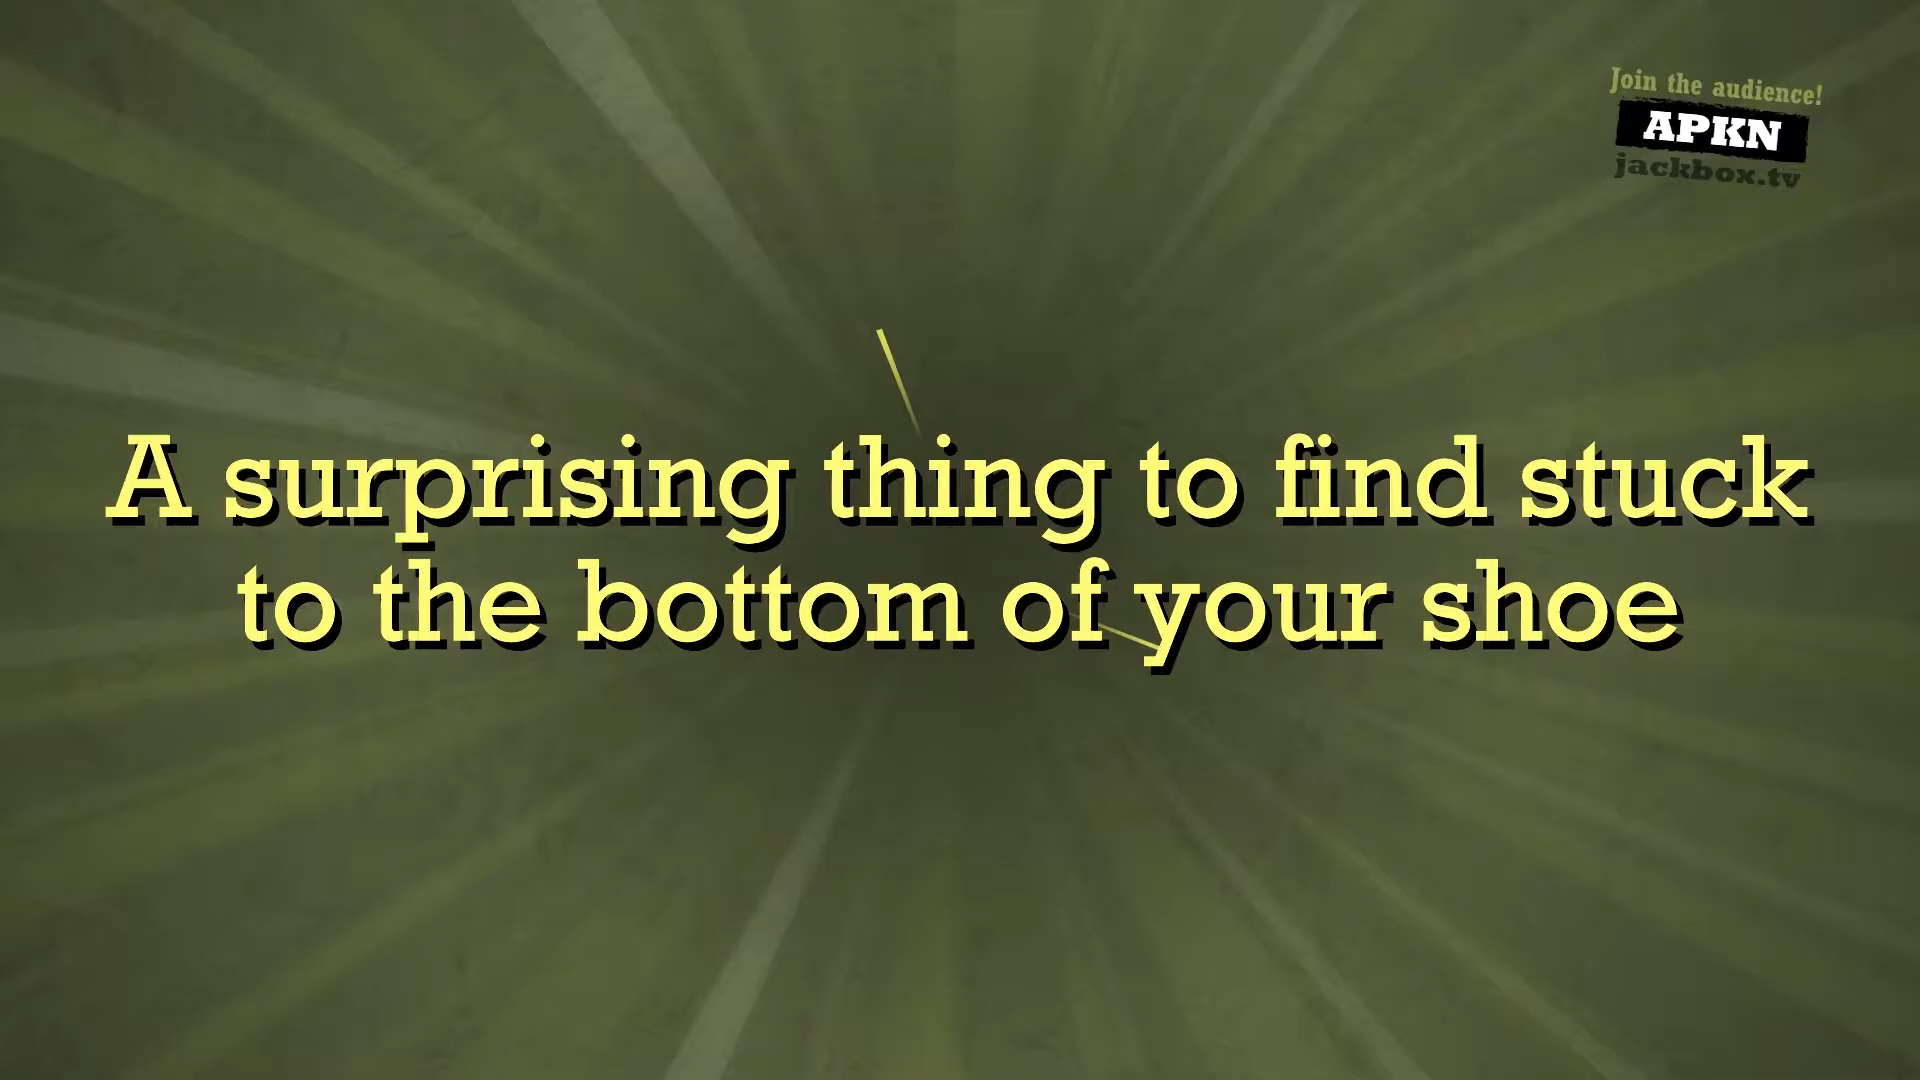 Join the audience!
APKN
jackbox.tv
A surprising thing to find stuck
to the bottom of your shoe